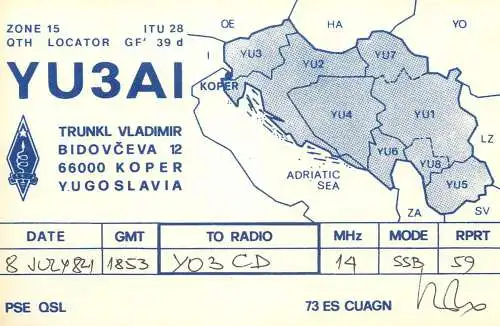 ZONE 15 ITU 28
QTH LOCATOR GF' 39 d
YU3AI
TRUNKL VLADIMIR
BIDOVČEVA 12
66000 KOPER
YUGOSLAVIA
OE HA YO
I YU3 YU2 YU7
KOPER
YU4 YU1
LZ
YU6 YU8
ADRIATIC
SEA
YU5
ZA SV
DATE GMT TO RADIO MHz MODE RPRT
8 JULY 84 1853 YO3CD 14 SSB 59
PSE QSL 73 ES CUAGN